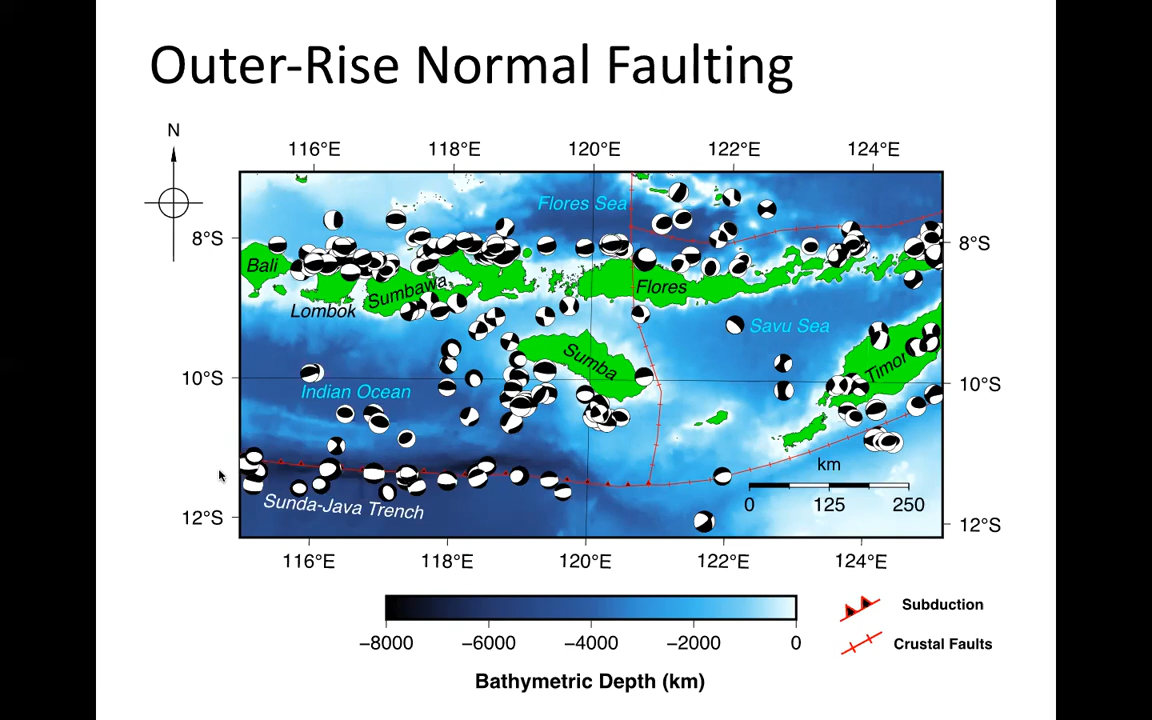 Outer-Rise Normal Faulting
N
116°E 118°E 120°E 122°E 124°E
Flores Sea
8°S 8°S
Bali
Sumbawa
Flores
Lombok
Savu Sea
Sumba
Timor
10°S 10°S
Indian Ocean
km
0 125 250
Sunda-Java Trench
12°S 12°S
116°E 118°E 120°E 122°E 124°E
Subduction
−8000 −6000 −4000 −2000 0
Crustal Faults
Bathymetric Depth (km)